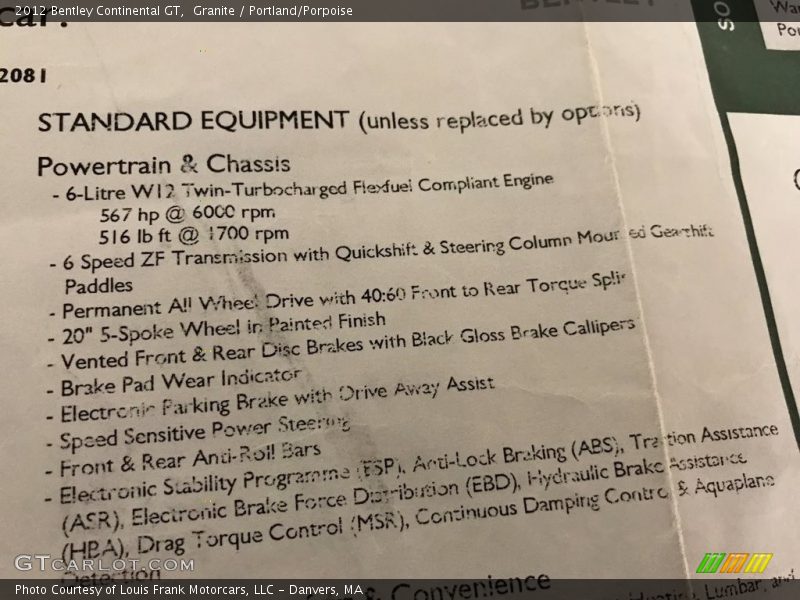 2012 Bentley Continental GT, Granite / Portland/Porpoise
car.
2081
STANDARD EQUIPMENT (unless replaced by options)
Powertrain & Chassis
- 6-Litre W12 Twin-Turbocharged Flexfuel Compliant Engine
567 hp @ 6000 rpm
516 lb ft @ 1700 rpm
- 6 Speed ZF Transmission with Quickshift & Steering Column Mounted Gearshift
Paddles
- Permanent All Wheel Drive with 40:60 Front to Rear Torque Split
- 20" 5-Spoke Wheel in Painted Finish
- Vented Front & Rear Disc Brakes with Black Gloss Brake Callipers
- Brake Pad Wear Indicator
- Electronic Parking Brake with Drive Away Assist
- Speed Sensitive Power Steering
- Front & Rear Anti-Roll Bars
- Electronic Stability Programme (ESP), Anti-Lock Braking (ABS), Traction Assistance
(ASR), Electronic Brake Force Distribution (EBD), Hydraulic Brake Assistance
(HBA), Drag Torque Control (MSR), Continuous Damping Control & Aquaplane
Detection
& Convenience
Lumbar, and
GTCARLOT.COM
Photo Courtesy of Louis Frank Motorcars, LLC – Danvers, MA